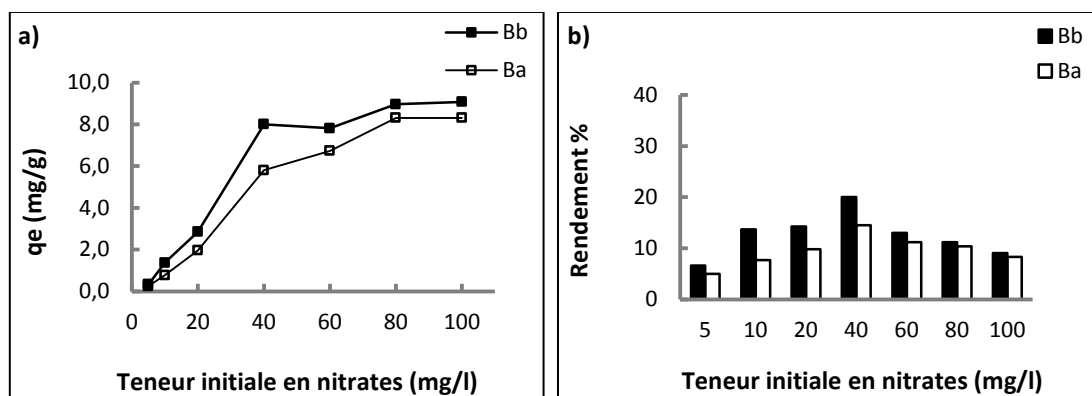 a)
Bb
Ba
10,0
8,0
6,0
4,0
2,0
0,0
qe (mg/g)
0 20 40 60 80 100
Teneur initiale en nitrates (mg/l)
b)
Bb
Ba
40
30
20
10
0
Rendement %
5 10 20 40 60 80 100
Teneur initiale en nitrates (mg/l)